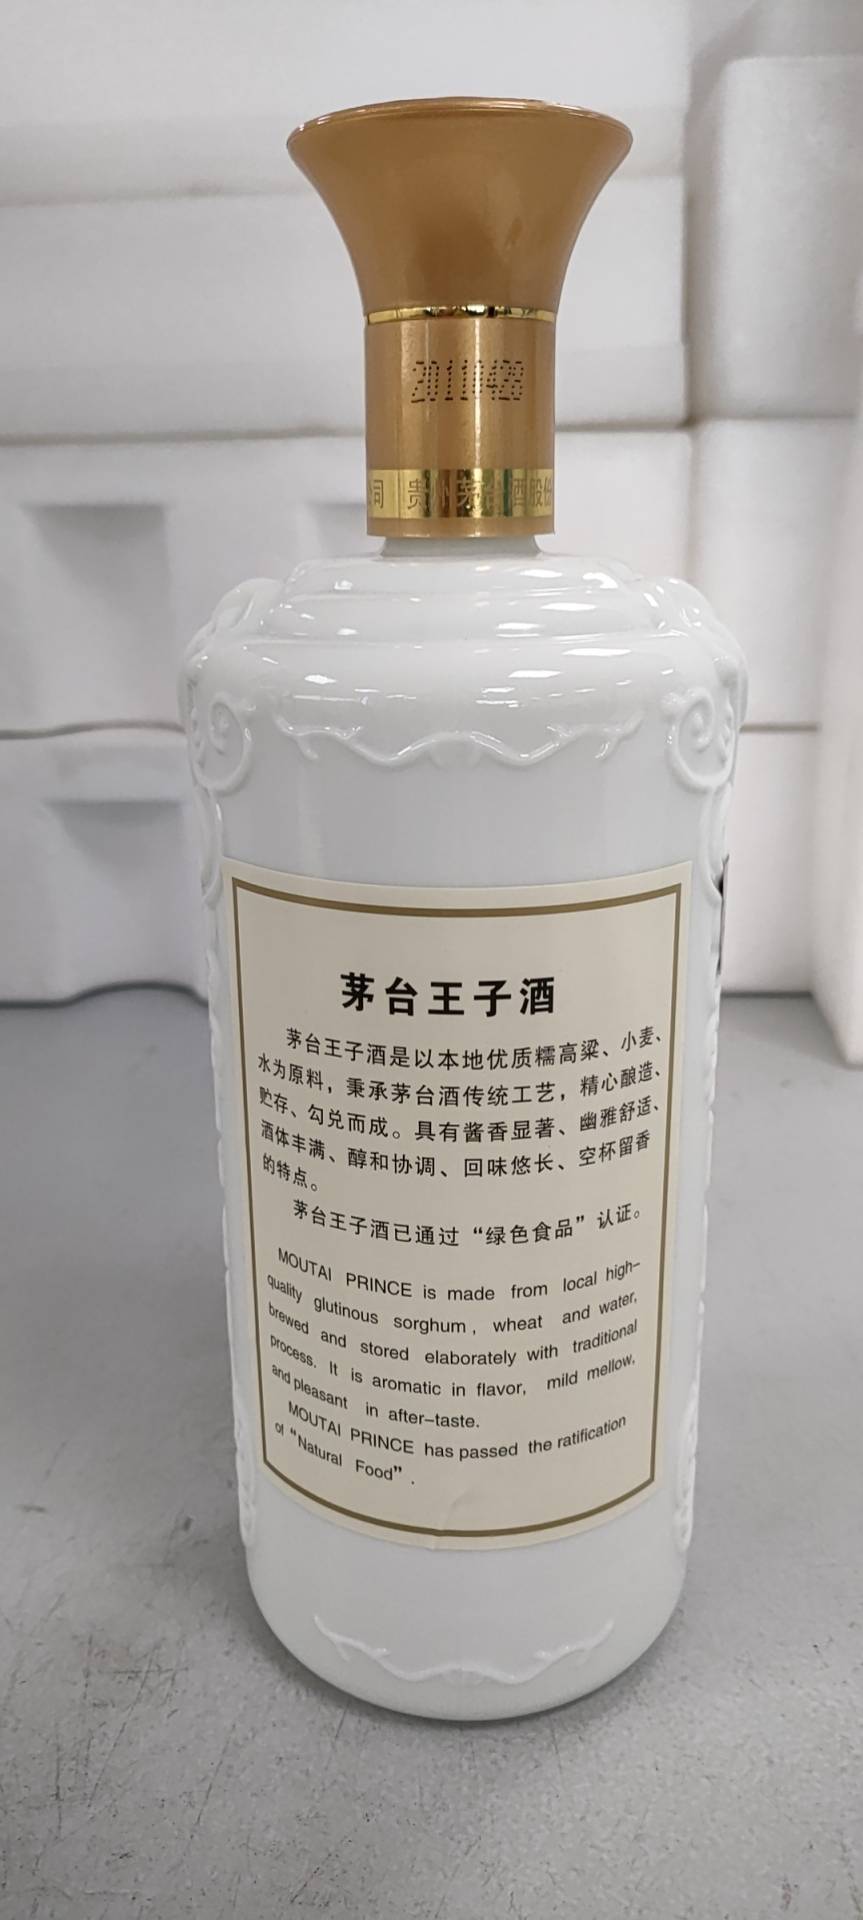 20110428
司 贵州茅台酒股份
茅台王子酒
茅台王子酒是以本地优质糯高粱、小麦、
水为原料，秉承茅台酒传统工艺，精心酿造、
贮存、勾兑而成。具有酱香显著、幽雅舒适、
酒体丰满、醇和协调、回味悠长、空杯留香
的特点。
茅台王子酒已通过“绿色食品”认证。
MOUTAI PRINCE is made from local high-
quality glutinous sorghum, wheat and water,
brewed and stored elaborately with traditional
process. It is aromatic in flavor, mild mellow,
and pleasant in after-taste.
MOUTAI PRINCE has passed the ratification
of “Natural Food”.